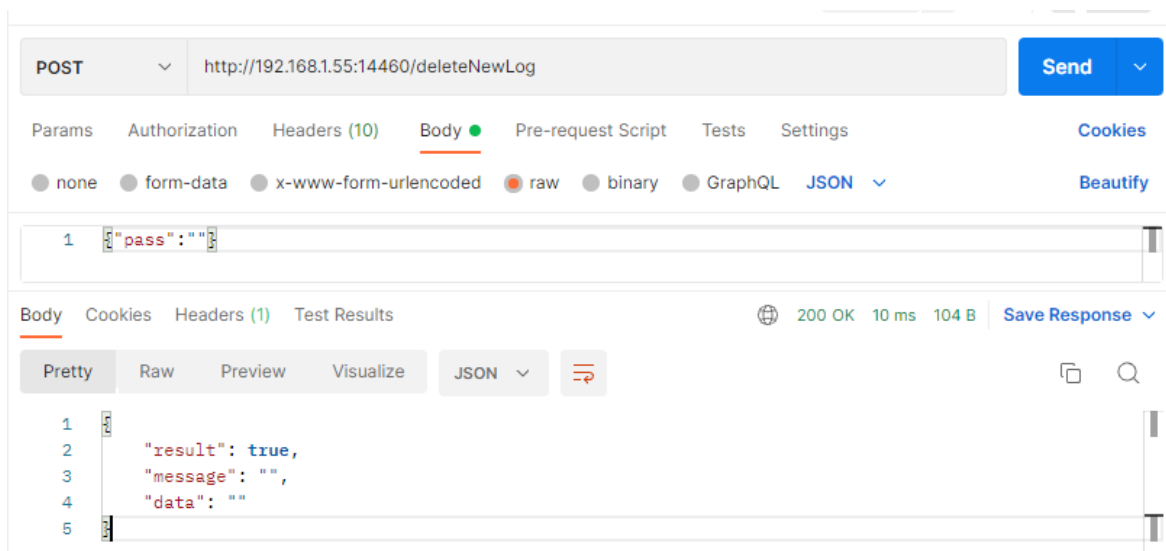 POST http://192.168.1.55:14460/deleteNewLog Send
Params Authorization Headers (10) Body Pre-request Script Tests Settings Cookies
none form-data x-www-form-urlencoded raw binary GraphQL JSON Beautify
1 {"pass":""}
Body Cookies Headers (1) Test Results 200 OK 10 ms 104 B Save Response
Pretty Raw Preview Visualize JSON
1 {
2 "result": true,
3 "message": "",
4 "data": ""
5 }